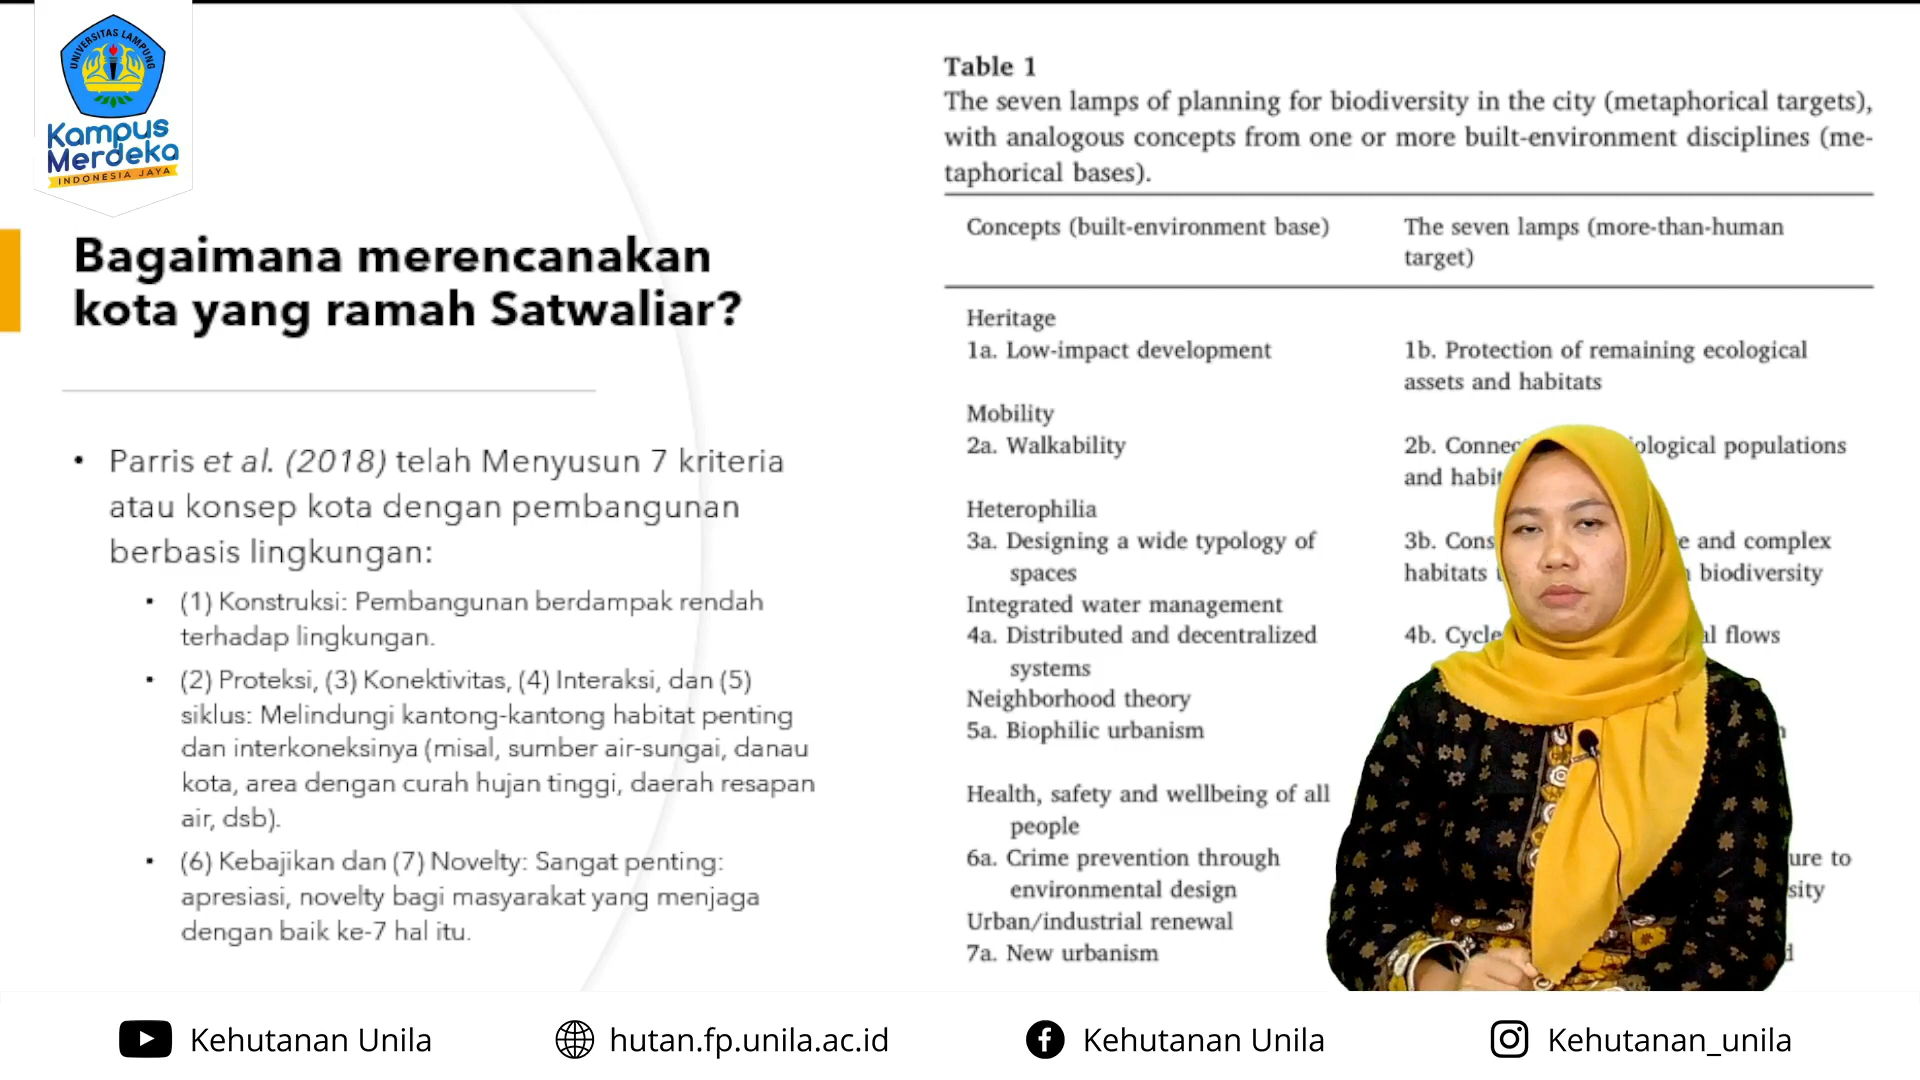 UNIVERSITAS LAMPUNG
Kampus
Merdeka
INDONESIA JAYA
Bagaimana merencanakan
kota yang ramah Satwaliar?
• Parris et al. (2018) telah Menyusun 7 kriteria
atau konsep kota dengan pembangunan
berbasis lingkungan:
• (1) Konstruksi: Pembangunan berdampak rendah
terhadap lingkungan.
• (2) Proteksi, (3) Konektivitas, (4) Interaksi, dan (5)
siklus: Melindungi kantong-kantong habitat penting
dan interkoneksinya (misal, sumber air-sungai, danau
kota, area dengan curah hujan tinggi, daerah resapan
air, dsb).
• (6) Kebajikan dan (7) Novelty: Sangat penting:
apresiasi, novelty bagi masyarakat yang menjaga
dengan baik ke-7 hal itu.
Table 1
The seven lamps of planning for biodiversity in the city (metaphorical targets),
with analogous concepts from one or more built-environment disciplines (me-
taphorical bases).
Concepts (built-environment base) The seven lamps (more-than-human
target)
Heritage
1a. Low-impact development 1b. Protection of remaining ecological
assets and habitats
Mobility
2a. Walkability 2b. populations
and
Heterophilia
3a. Designing a wide typology of 3b. and complex
spaces habitats biodiversity
Integrated water management
4a. Distributed and decentralized 4b. flows
systems
Neighborhood theory
5a. Biophilic urbanism
Health, safety and wellbeing of all
people
6a. Crime prevention through to
environmental design
Urban/industrial renewal
7a. New urbanism
Kehutanan Unila hutan.fp.unila.ac.id Kehutanan Unila Kehutanan_unila